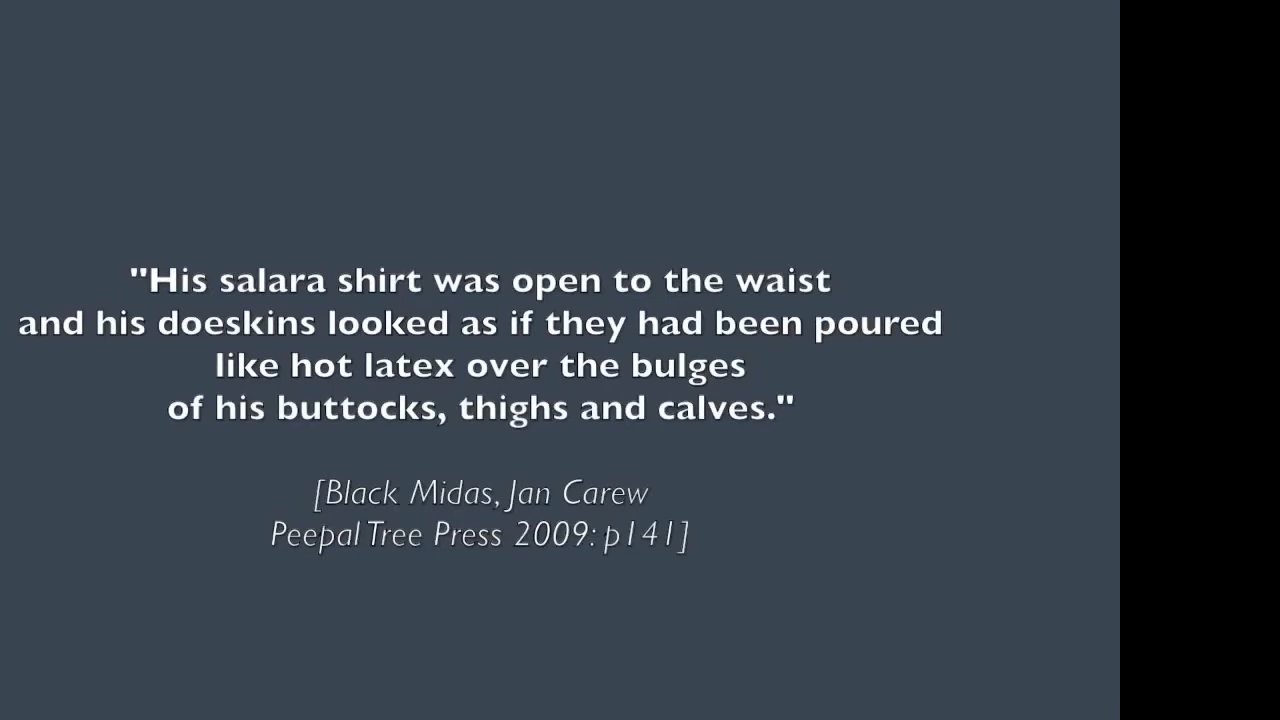 "His salara shirt was open to the waist
and his doeskins looked as if they had been poured
like hot latex over the bulges
of his buttocks, thighs and calves."
[Black Midas, Jan Carew
Peepal Tree Press 2009: p141]